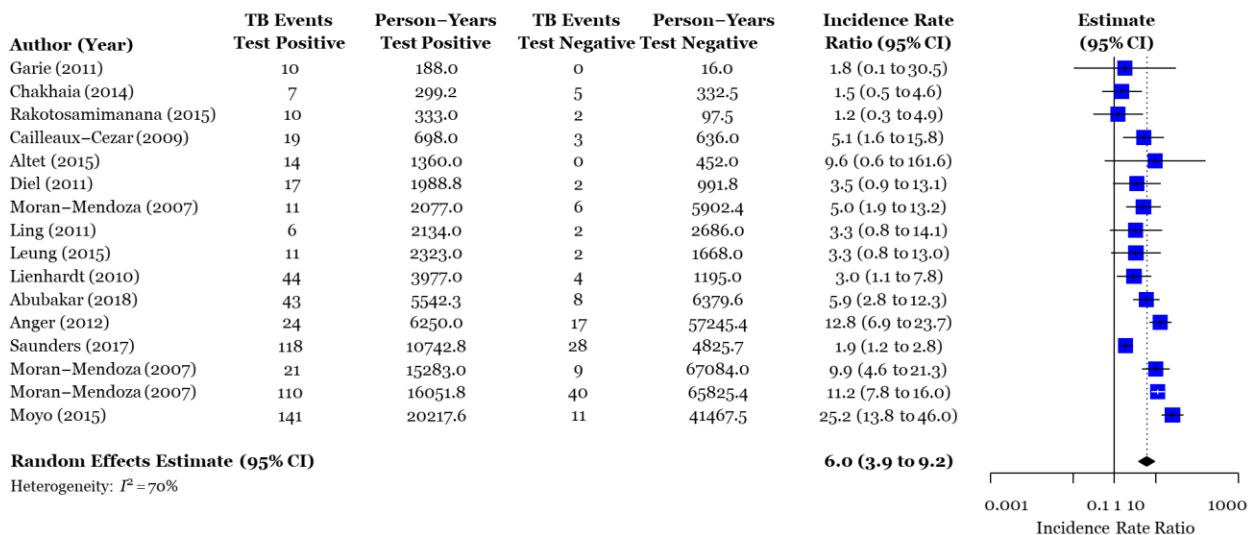 TB Events Person−Years TB Events Person−Years Incidence Rate Estimate
Author (Year) Test Positive Test Positive Test Negative Test Negative Ratio (95% CI) (95% CI)
Garie (2011) 10 188.0 0 16.0 1.8 (0.1 to 30.5)
Chakhaia (2014) 7 299.2 5 332.5 1.5 (0.5 to 4.6)
Rakotosamimanana (2015) 10 333.0 2 97.5 1.2 (0.3 to 4.9)
Cailleaux−Cezar (2009) 19 698.0 3 636.0 5.1 (1.6 to 15.8)
Altet (2015) 14 1360.0 0 452.0 9.6 (0.6 to 161.6)
Diel (2011) 17 1988.8 2 991.8 3.5 (0.9 to 13.1)
Moran−Mendoza (2007) 11 2077.0 6 5902.4 5.0 (1.9 to 13.2)
Ling (2011) 6 2134.0 2 2686.0 3.3 (0.8 to 14.1)
Leung (2015) 11 2323.0 2 1668.0 3.3 (0.8 to 13.0)
Lienhardt (2010) 44 3977.0 4 1195.0 3.0 (1.1 to 7.8)
Abubakar (2018) 43 5542.3 8 6379.6 5.9 (2.8 to 12.3)
Anger (2012) 24 6250.0 17 57245.4 12.8 (6.9 to 23.7)
Saunders (2017) 118 10742.8 28 4825.7 1.9 (1.2 to 2.8)
Moran−Mendoza (2007) 21 15283.0 9 67084.0 9.9 (4.6 to 21.3)
Moran−Mendoza (2007) 110 16051.8 40 65825.4 11.2 (7.8 to 16.0)
Moyo (2015) 141 20217.6 11 41467.5 25.2 (13.8 to 46.0)
Random Effects Estimate (95% CI) 6.0 (3.9 to 9.2)
Heterogeneity: I² = 70%
0.001 0.1 1 10 1000
Incidence Rate Ratio